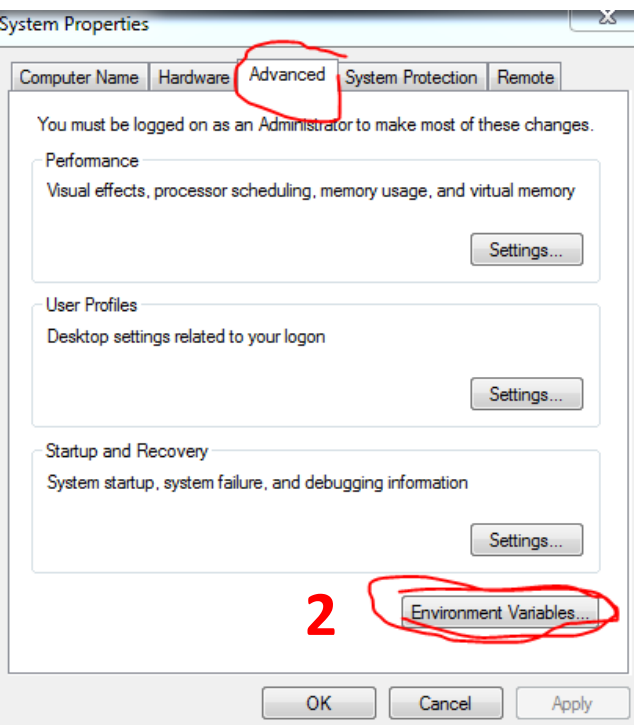 System Properties
Computer Name Hardware Advanced System Protection Remote
You must be logged on as an Administrator to make most of these changes.
Performance
Visual effects, processor scheduling, memory usage, and virtual memory
Settings...
User Profiles
Desktop settings related to your logon
Settings...
Startup and Recovery
System startup, system failure, and debugging information
Settings...
2 Environment Variables...
OK Cancel Apply